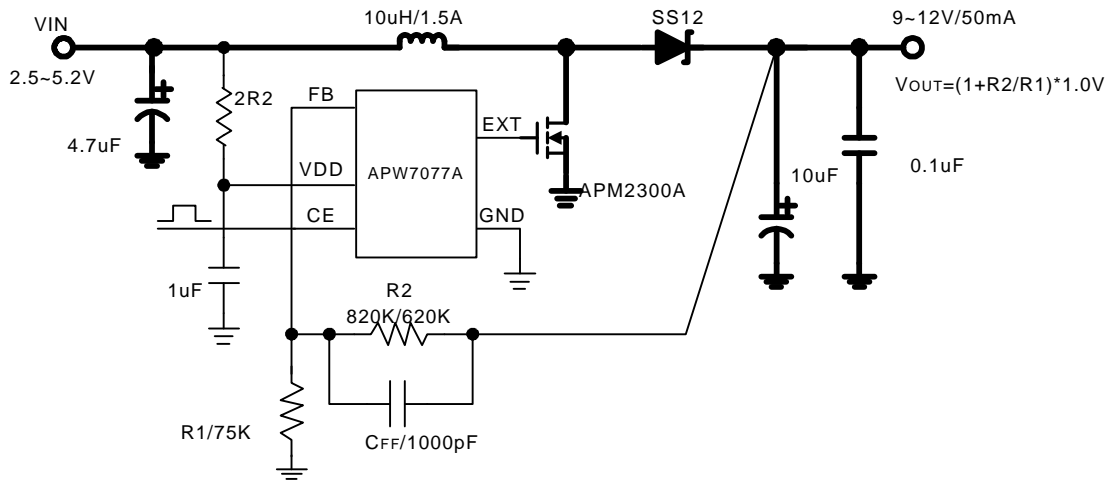 VIN
10uH/1.5A
SS12
9~12V/50mA
2.5~5.2V
VOUT=(1+R2/R1)*1.0V
2R2
FB
EXT
4.7uF
VDD
APW7077A
10uF
0.1uF
APM2300A
CE
GND
1uF
R2
820K/620K
R1/75K
CFF/1000pF